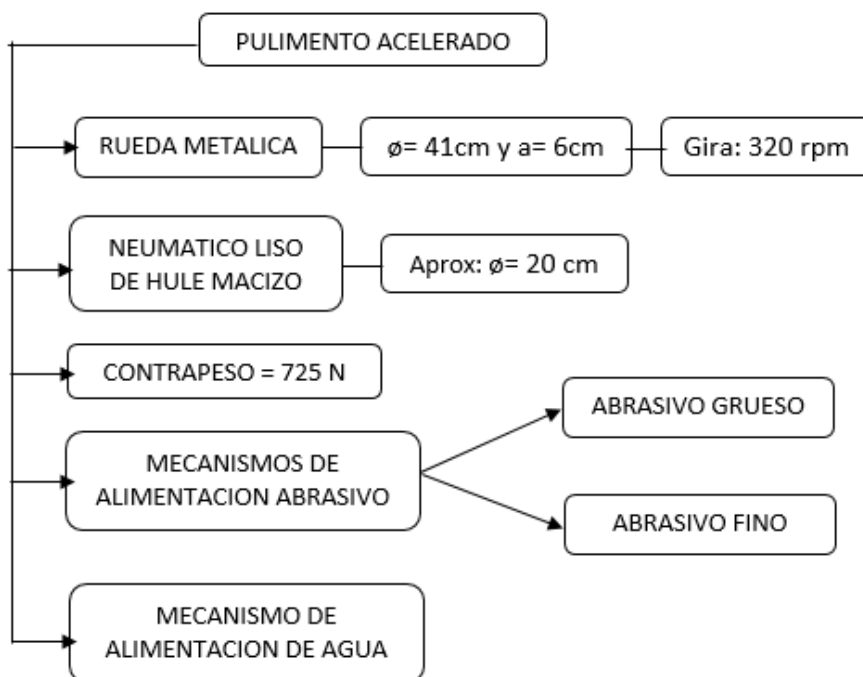 PULIMENTO ACELERADO
RUEDA METALICA
ø= 41cm y a= 6cm
Gira: 320 rpm
NEUMATICO LISO
DE HULE MACIZO
Aprox: ø= 20 cm
CONTRAPESO = 725 N
MECANISMOS DE
ALIMENTACION ABRASIVO
ABRASIVO GRUESO
ABRASIVO FINO
MECANISMO DE
ALIMENTACION DE AGUA